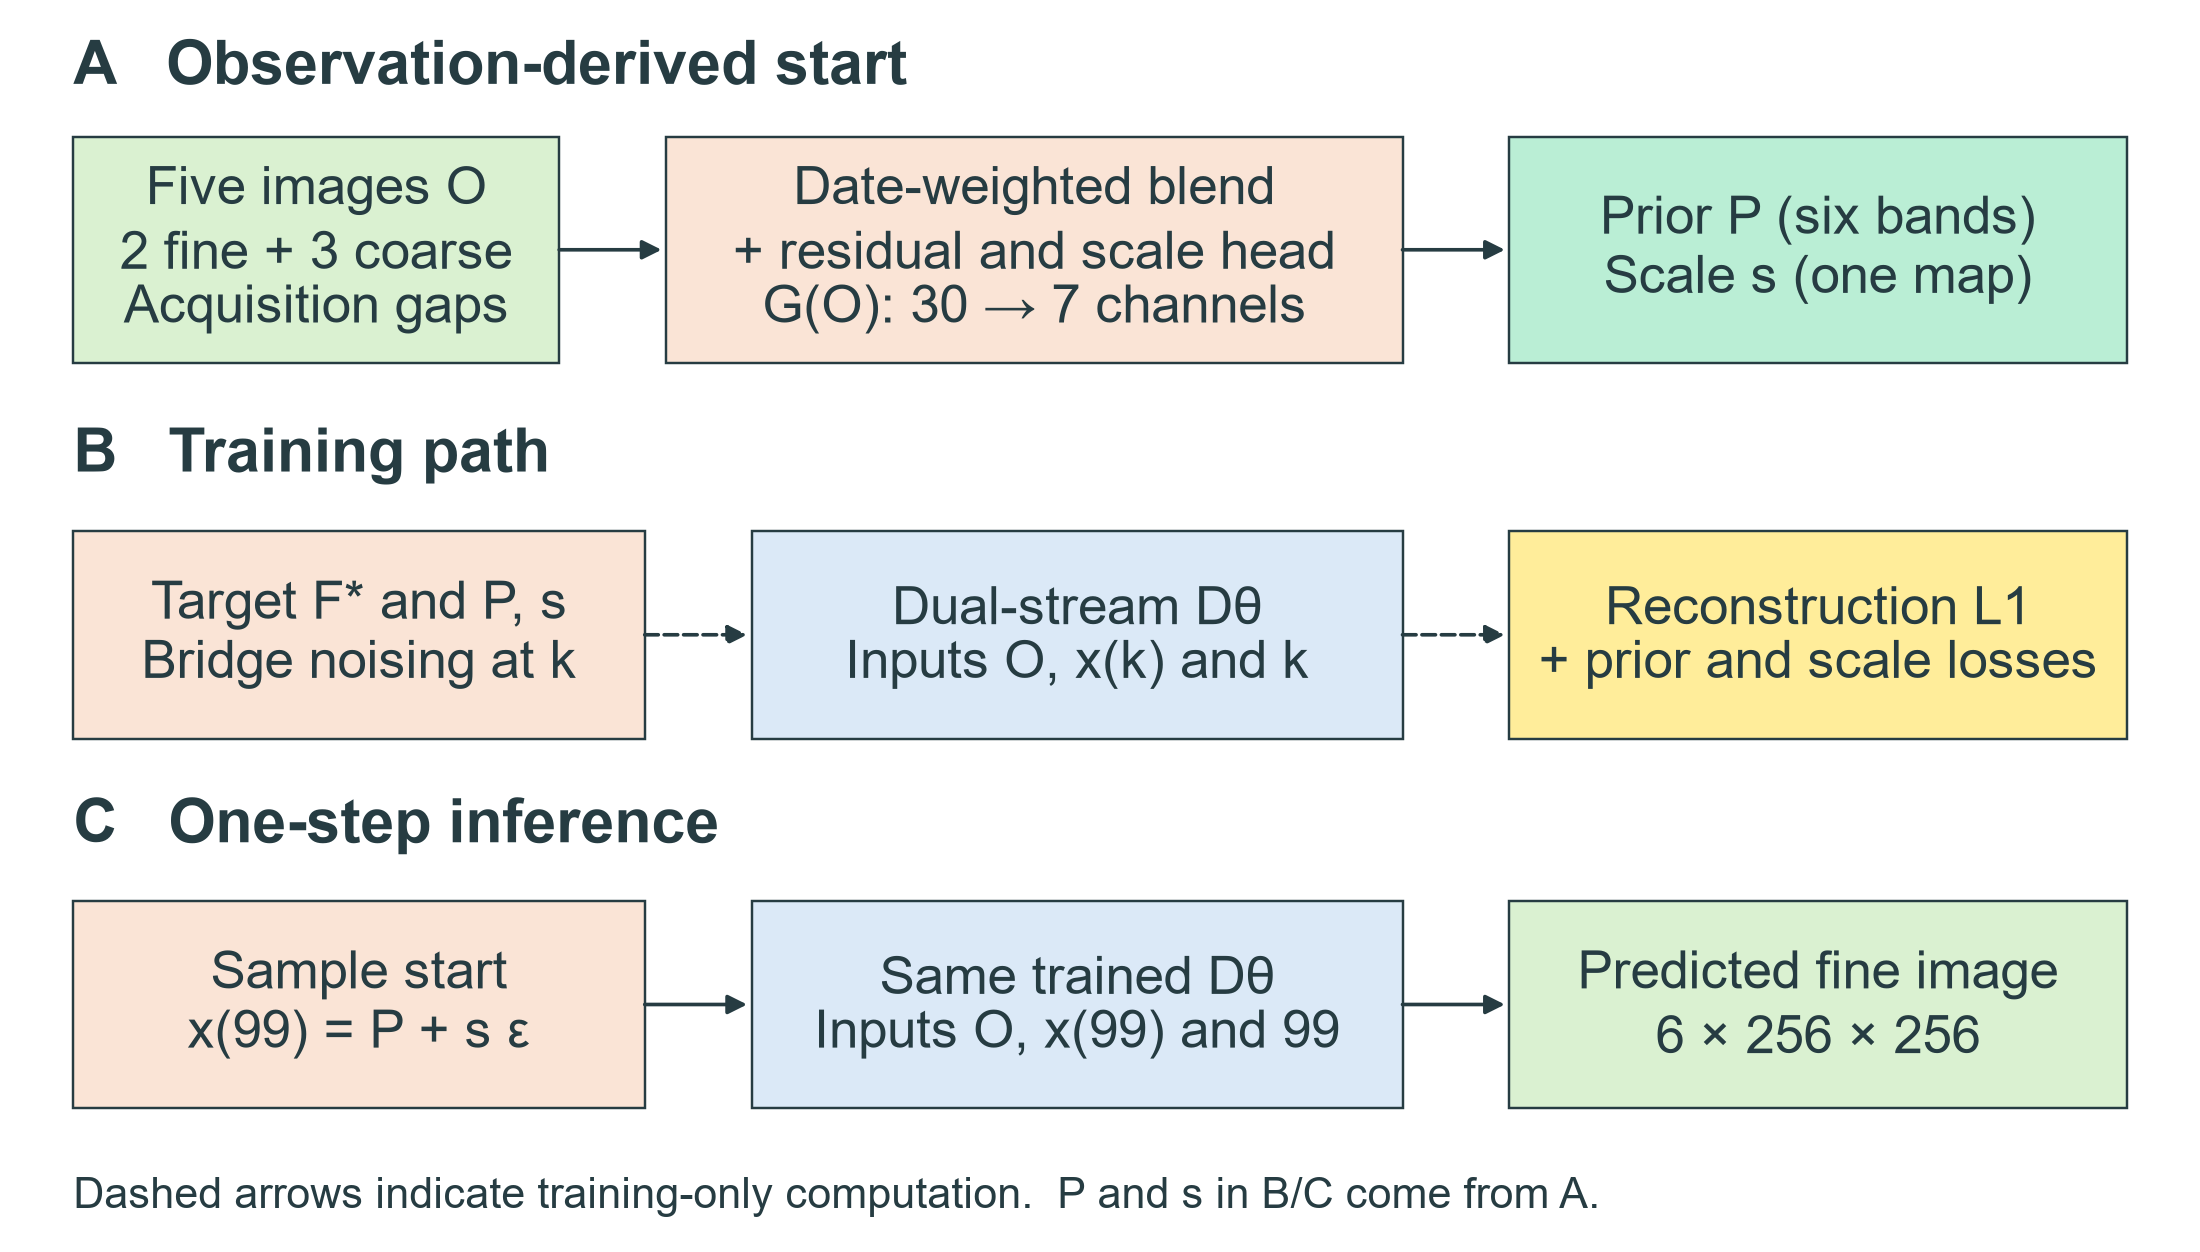 A Observation-derived start
Five images O
2 fine + 3 coarse
Acquisition gaps
Date-weighted blend
+ residual and scale head
G(O): 30 → 7 channels
Prior P (six bands)
Scale s (one map)
B Training path
Target F* and P, s
Bridge noising at k
Dual-stream Dθ
Inputs O, x(k) and k
Reconstruction L1
+ prior and scale losses
C One-step inference
Sample start
x(99) = P + s ε
Same trained Dθ
Inputs O, x(99) and 99
Predicted fine image
6 × 256 × 256
Dashed arrows indicate training-only computation. P and s in B/C come from A.